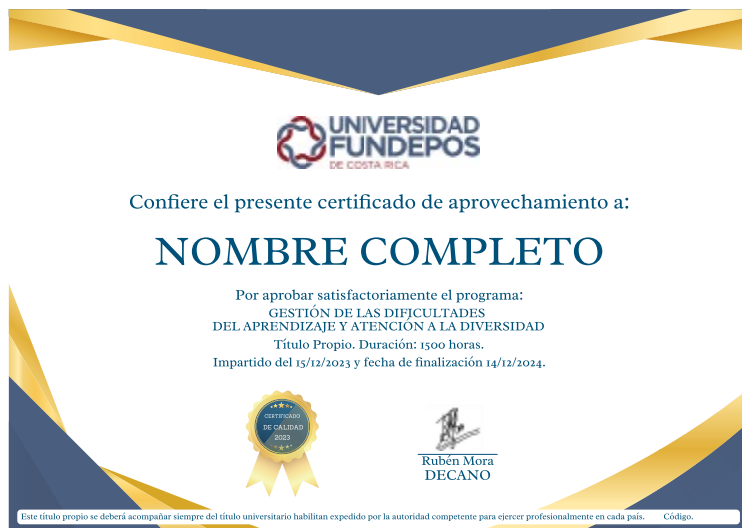 UNIVERSIDAD
FUNDEPOS
DE COSTA RICA
Confiere el presente certificado de aprovechamiento a:
NOMBRE COMPLETO
Por aprobar satisfactoriamente el programa:
GESTIÓN DE LAS DIFICULTADES
DEL APRENDIZAJE Y ATENCIÓN A LA DIVERSIDAD
Título Propio. Duración: 1500 horas.
Impartido del 15/12/2023 y fecha de finalización 14/12/2024.
CERTIFICADO
DE CALIDAD
2023
Rubén Mora
DECANO
Este título propio se deberá acompañar siempre del título universitario habilitan expedido por la autoridad competente para ejercer profesionalmente en cada país. Código.